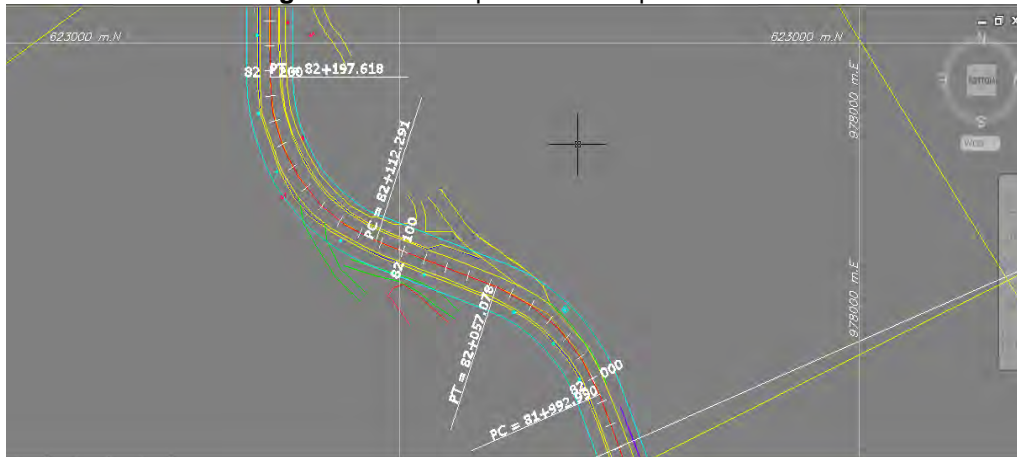 623000 m.N
623000 m.N
82+200
PT = 82+197.618
978000 m.E
PC = 82+112.291
82+100
PT = 82+057.078
978000 m.E
82+000
PC = 81+992.990
N
S
BOTTOM
WCS